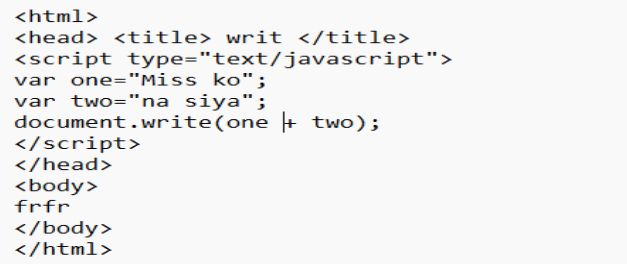 <html>
<head> <title> writ </title>
<script type="text/javascript">
var one="Miss ko";
var two="na siya";
document.write(one + two);
</script>
</head>
<body>
frfr
</body>
</html>